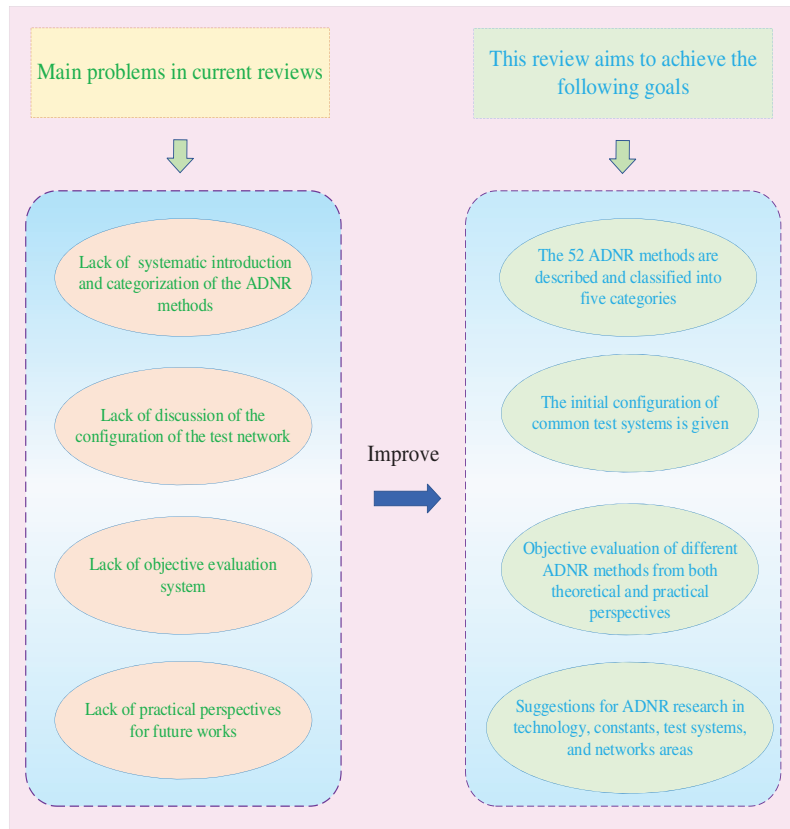 Main problems in current reviews
Lack of systematic introduction
and categorization of the ADNR
methods
Lack of discussion of the
configuration of the test network
Lack of objective evaluation
system
Lack of practical perspectives
for future works
Improve
This review aims to achieve the
following goals
The 52 ADNR methods are
described and classified into
five categories
The initial configuration of
common test systems is given
Objective evaluation of different
ADNR methods from both
theoretical and practical
perspectives
Suggestions for ADNR research in
technology, constants, test systems,
and networks areas